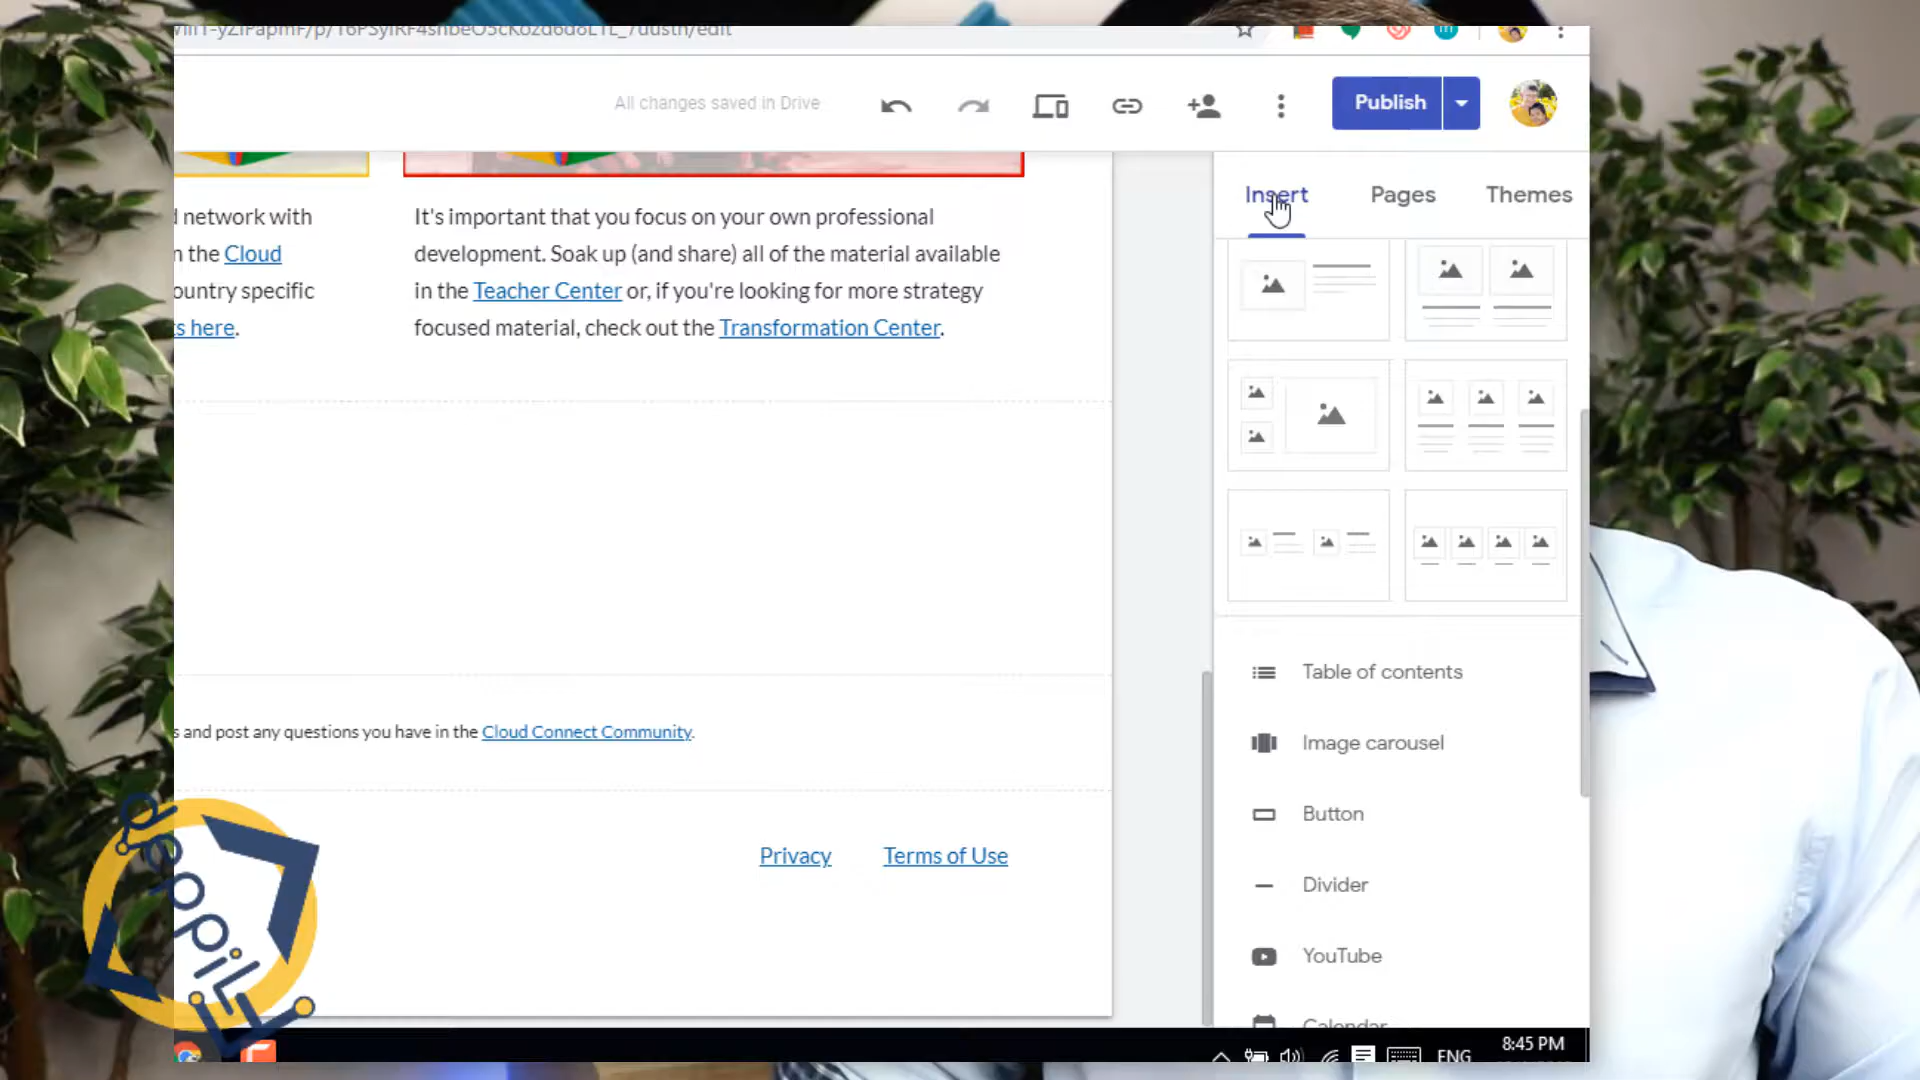 All changes saved in Drive
Publish
Insert Pages Themes
network with
n the Cloud
ountry specific
s here.
It's important that you focus on your own professional
development. Soak up (and share) all of the material available
in the Teacher Center or, if you're looking for more strategy
focused material, check out the Transformation Center.
Table of contents
Image carousel
Button
Divider
YouTube
Calendar
s and post any questions you have in the Cloud Connect Community.
Privacy Terms of Use
8:45 PM
ENG